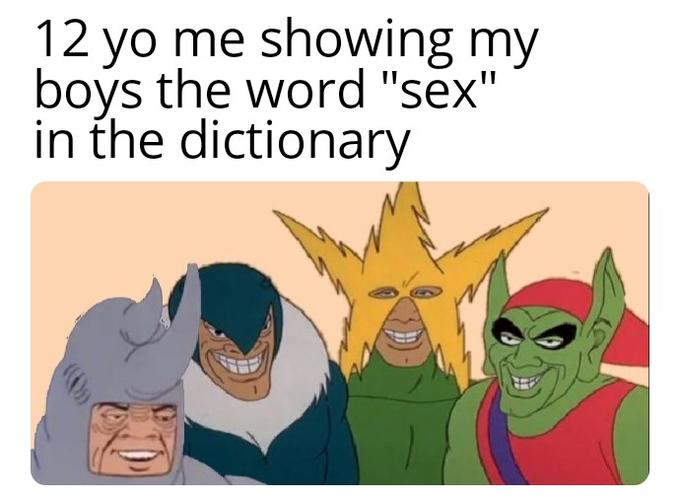 12 yo me showing my
boys the word "sex"
in the dictionary